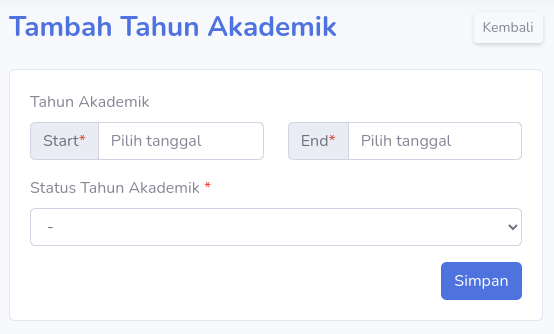 Tambah Tahun Akademik
Kembali
Tahun Akademik
Start* Pilih tanggal
End* Pilih tanggal
Status Tahun Akademik *
-
Simpan